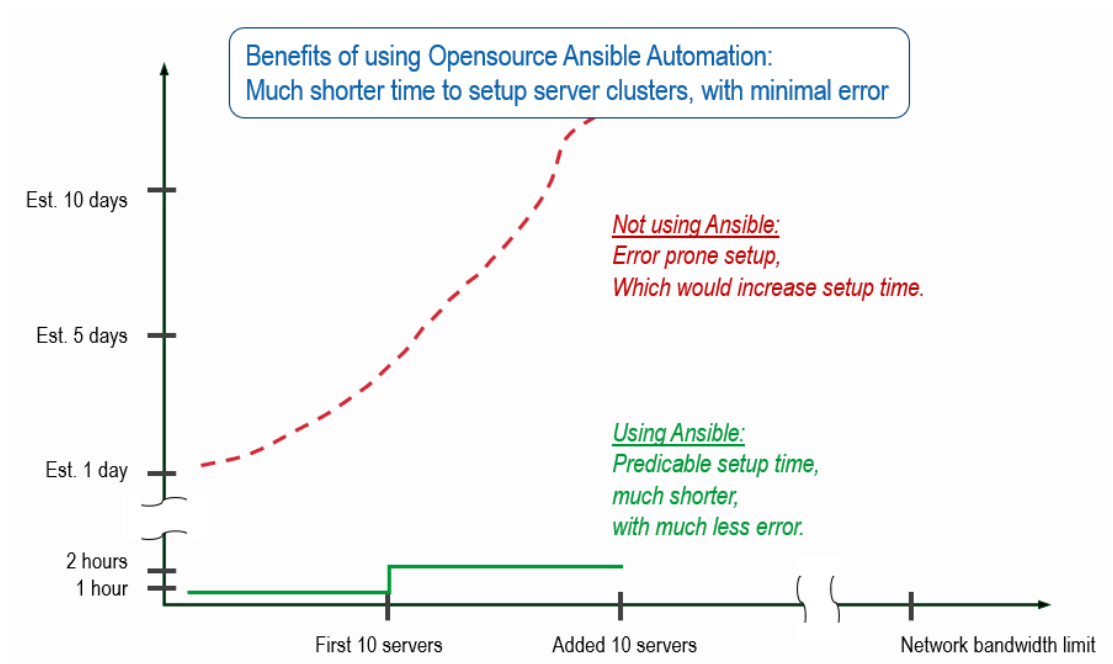 Benefits of using Opensource Ansible Automation:
Much shorter time to setup server clusters, with minimal error
Est. 10 days
Not using Ansible:
Error prone setup,
Which would increase setup time.
Est. 5 days
Using Ansible:
Predicable setup time,
much shorter,
with much less error.
Est. 1 day
2 hours
1 hour
First 10 servers
Added 10 servers
Network bandwidth limit